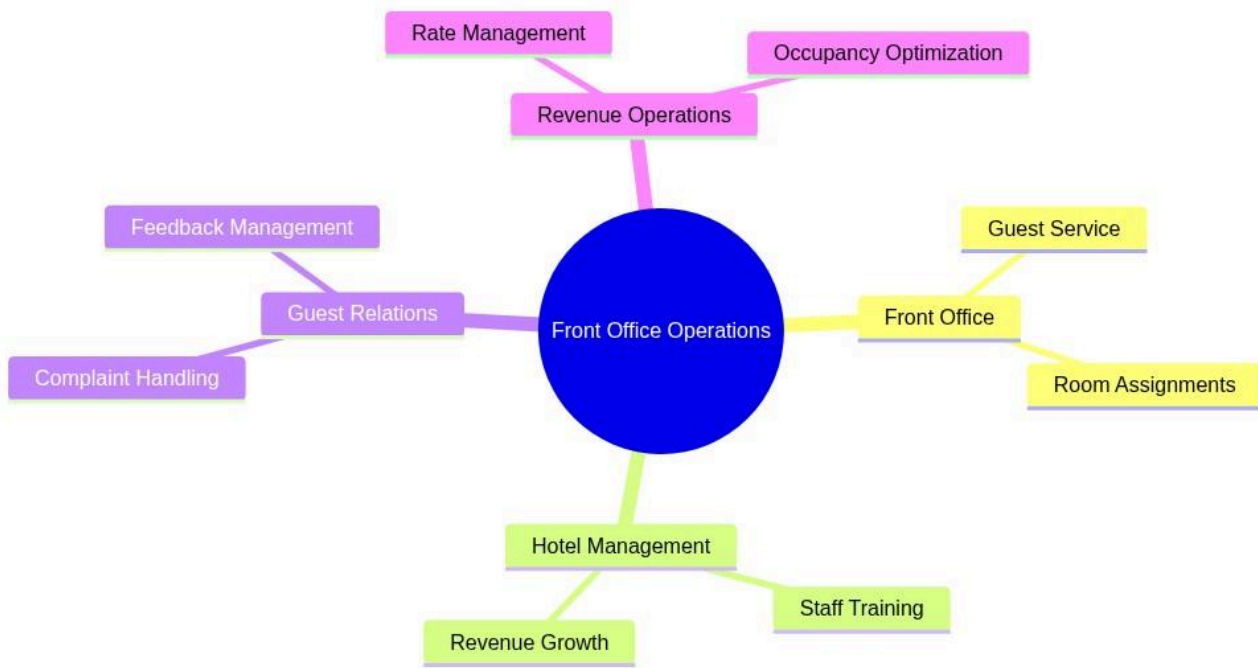 Rate Management
Occupancy Optimization
Revenue Operations
Feedback Management
Guest Service
Guest Relations
Front Office Operations
Front Office
Complaint Handling
Room Assignments
Hotel Management
Staff Training
Revenue Growth